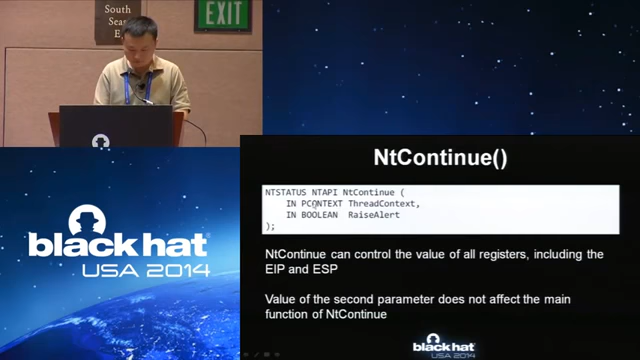 South
Seas
E
EXIT
black hat
USA 2014
NtContinue()
NTSTATUS NTAPI NtContinue (
IN PCONTEXT ThreadContext,
IN BOOLEAN RaiseAlert
);
NtContinue can control the value of all registers, including the
EIP and ESP
Value of the second parameter does not affect the main
function of NtContinue
black hat
USA 2014